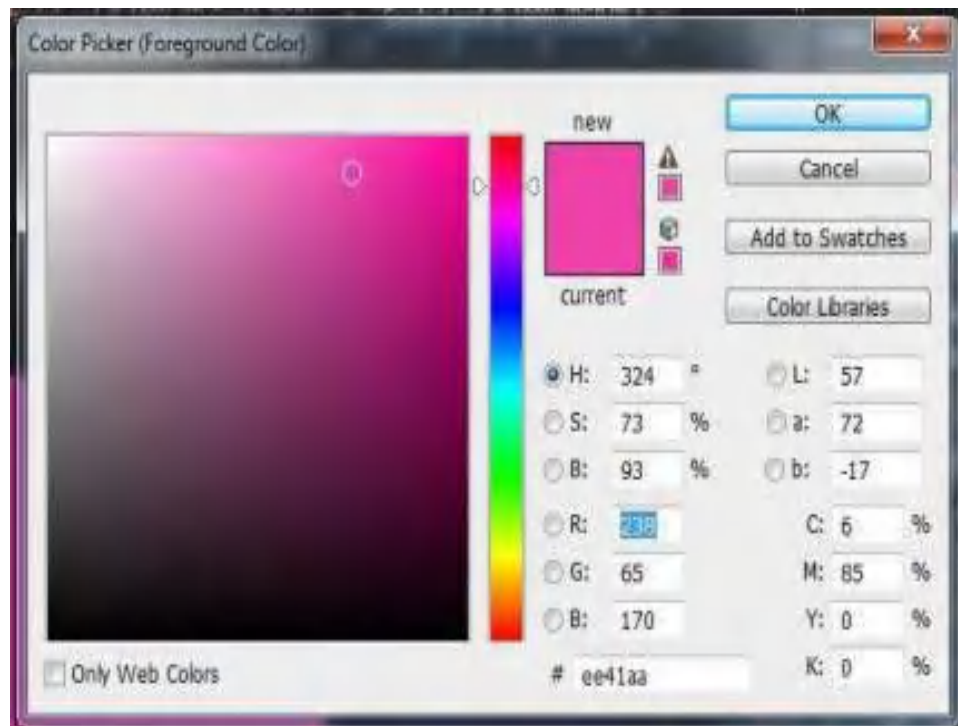 Color Picker (Foreground Color)
new
current
OK
Cancel
Add to Swatches
Color Libraries
H: 324 °
S: 73 %
B: 93 %
R: 238
G: 65
B: 170
# ee41aa
L: 57
a: 72
b: -17
C: 6 %
M: 85 %
Y: 0 %
K: 0 %
Only Web Colors